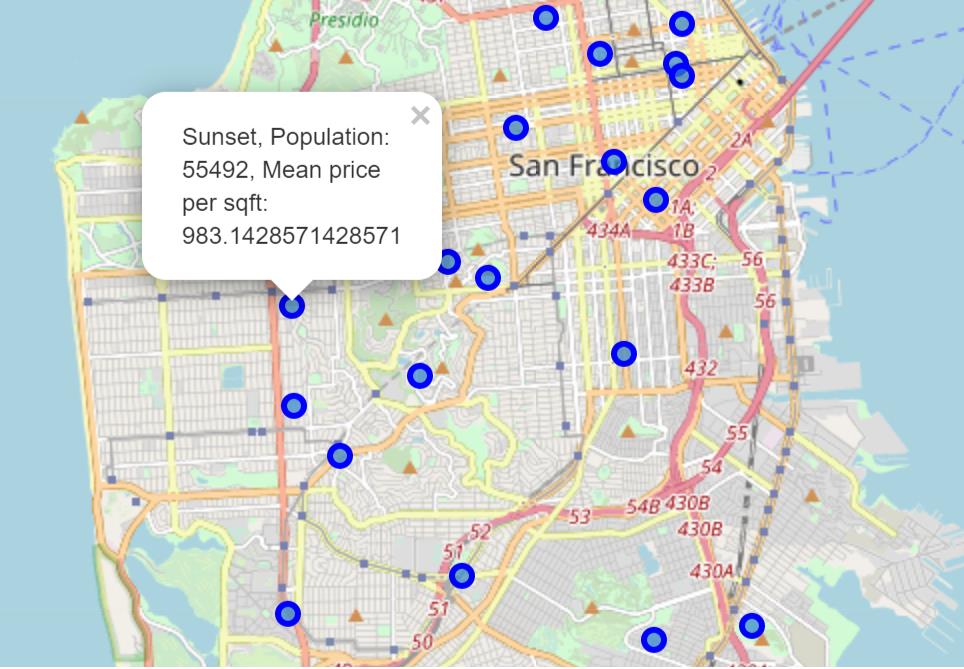 Presidio
Sunset, Population:
55492, Mean price
per sqft:
983.1428571428571
×
San Francisco
2A
2
1A;
1B
434A
433C;
433B
56
56
432
55
54
54B
430B
53
430B
52
51
430A
51
50